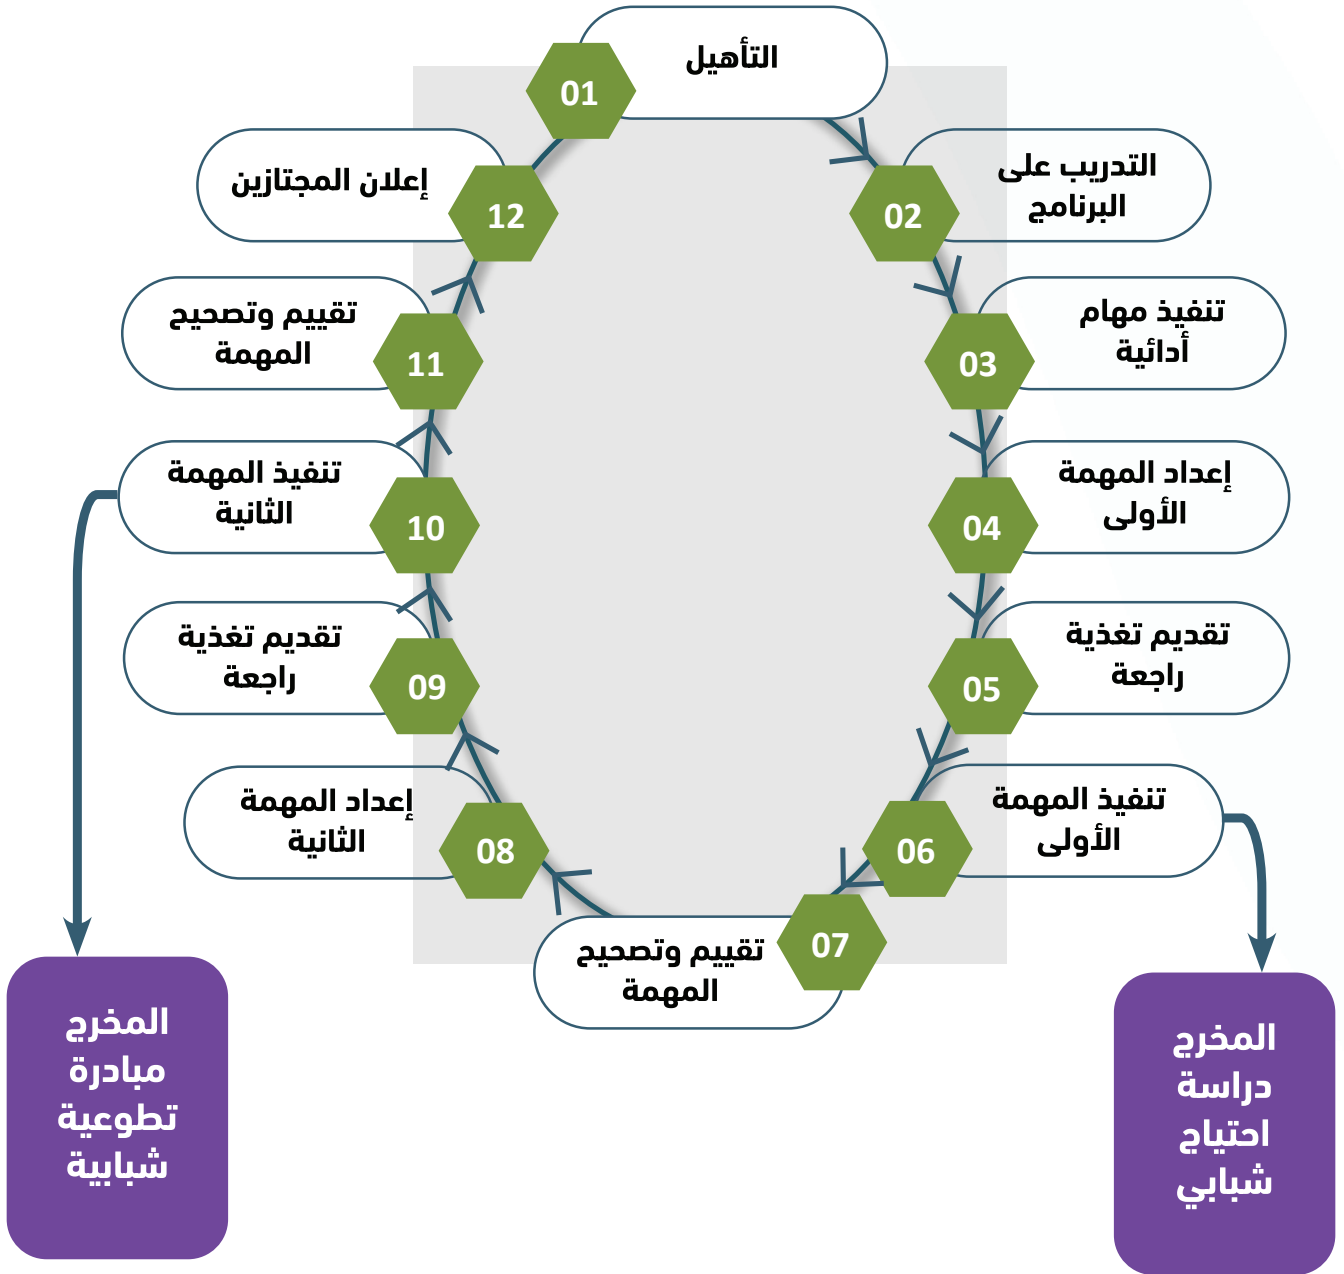 01
التأهيل
02
التدريب على
البرنامج
03
تنفيذ مهام
أدائية
04
إعداد المهمة
الأولى
05
تقديم تغذية
راجعة
06
تنفيذ المهمة
الأولى
المخرج
دراسة
احتياج
شبابي
07
تقييم وتصحيح
المهمة
08
إعداد المهمة
الثانية
09
تقديم تغذية
راجعة
10
تنفيذ المهمة
الثانية
المخرج
مبادرة
تطوعية
شبابية
11
تقييم وتصحيح
المهمة
12
إعلان المجتازين